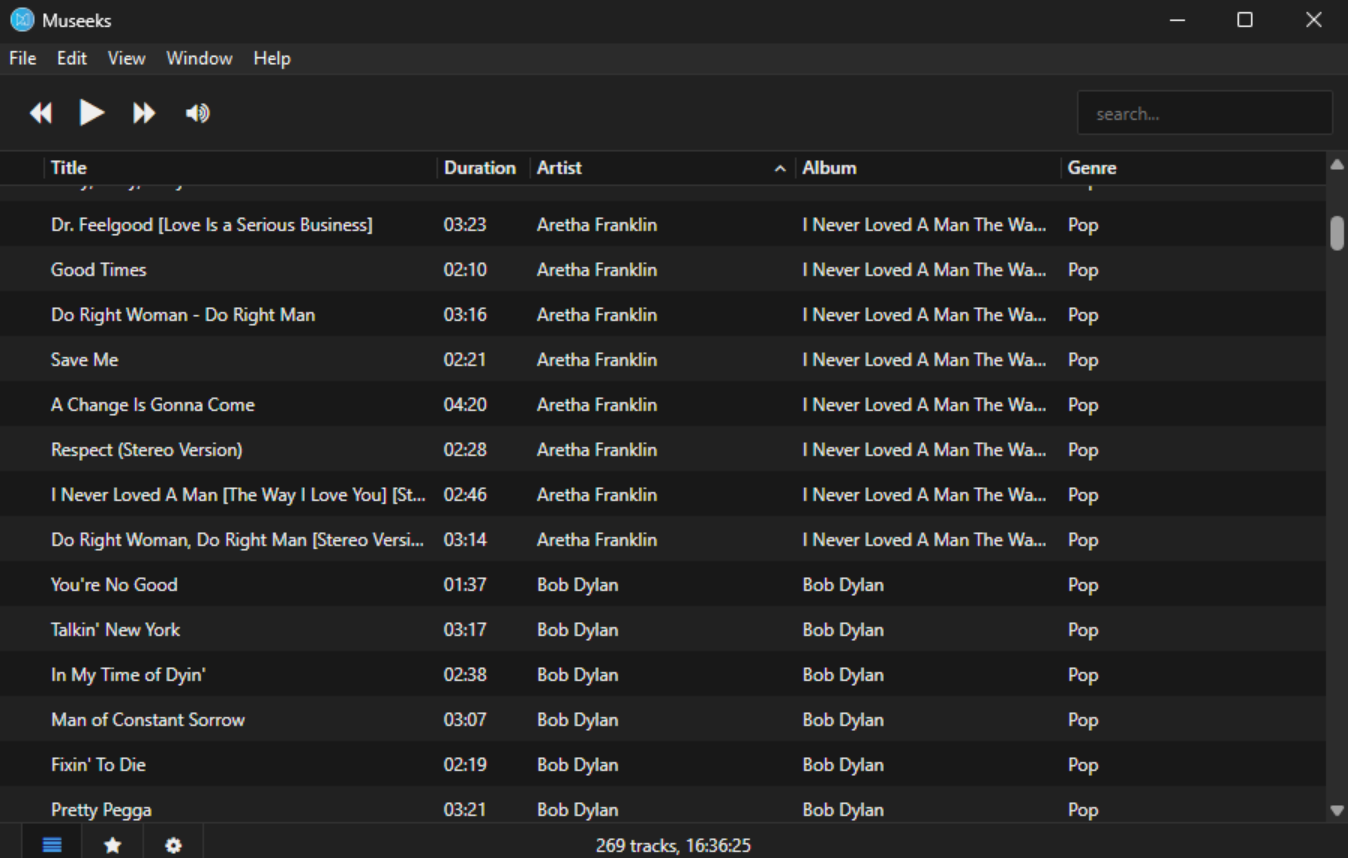 Museeks
File Edit View Window Help
search...
Title Duration Artist Album Genre
Dr. Feelgood [Love Is a Serious Business] 03:23 Aretha Franklin I Never Loved A Man The Wa... Pop
Good Times 02:10 Aretha Franklin I Never Loved A Man The Wa... Pop
Do Right Woman - Do Right Man 03:16 Aretha Franklin I Never Loved A Man The Wa... Pop
Save Me 02:21 Aretha Franklin I Never Loved A Man The Wa... Pop
A Change Is Gonna Come 04:20 Aretha Franklin I Never Loved A Man The Wa... Pop
Respect (Stereo Version) 02:28 Aretha Franklin I Never Loved A Man The Wa... Pop
I Never Loved A Man [The Way I Love You] [St... 02:46 Aretha Franklin I Never Loved A Man The Wa... Pop
Do Right Woman, Do Right Man [Stereo Versi... 03:14 Aretha Franklin I Never Loved A Man The Wa... Pop
You're No Good 01:37 Bob Dylan Bob Dylan Pop
Talkin' New York 03:17 Bob Dylan Bob Dylan Pop
In My Time of Dyin' 02:38 Bob Dylan Bob Dylan Pop
Man of Constant Sorrow 03:07 Bob Dylan Bob Dylan Pop
Fixin' To Die 02:19 Bob Dylan Bob Dylan Pop
Pretty Pegga 03:21 Bob Dylan Bob Dylan Pop
269 tracks, 16:36:25